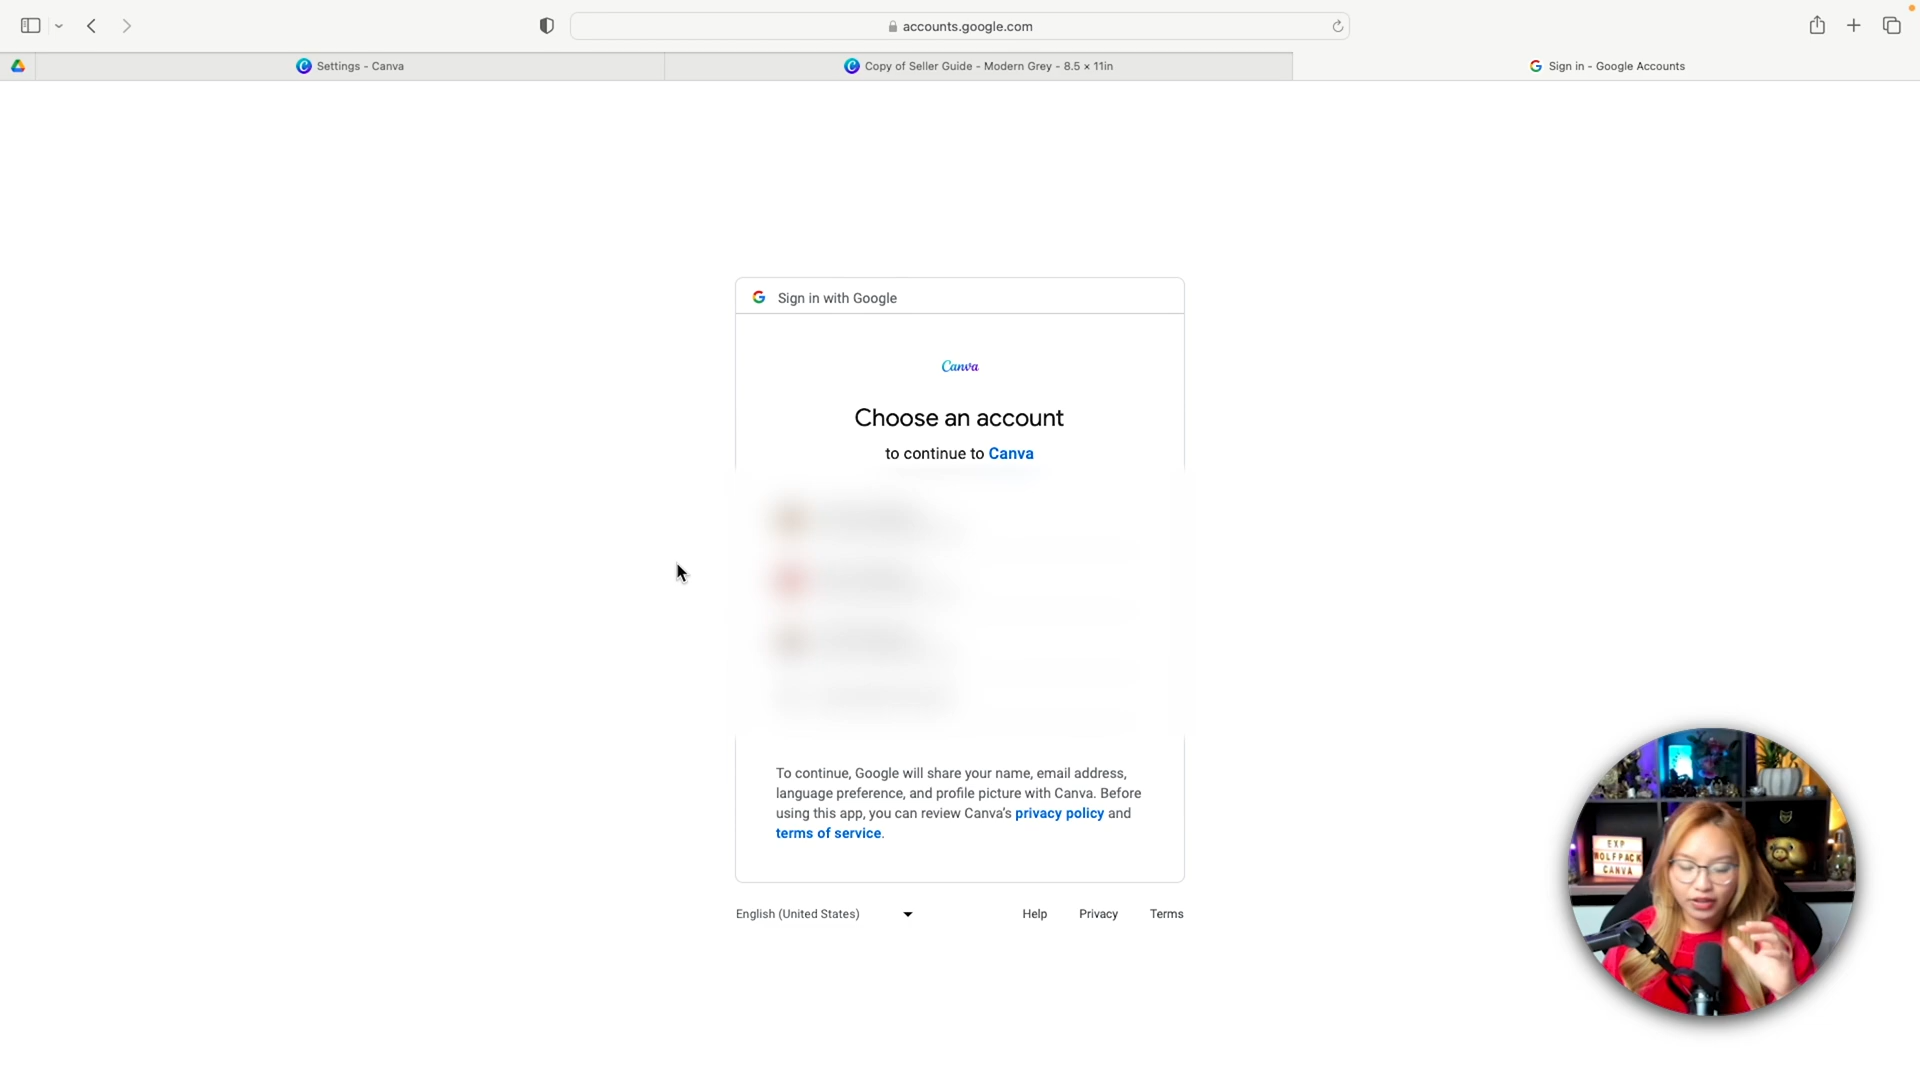 accounts.google.com
Settings - Canva
Copy of Seller Guide - Modern Grey - 8.5 × 11in
Sign in - Google Accounts
Sign in with Google
Canva
Choose an account
to continue to Canva
To continue, Google will share your name, email address,
language preference, and profile picture with Canva. Before
using this app, you can review Canva's privacy policy and
terms of service.
English (United States)
Help
Privacy
Terms
EXP
WOLFPACK
CANVA